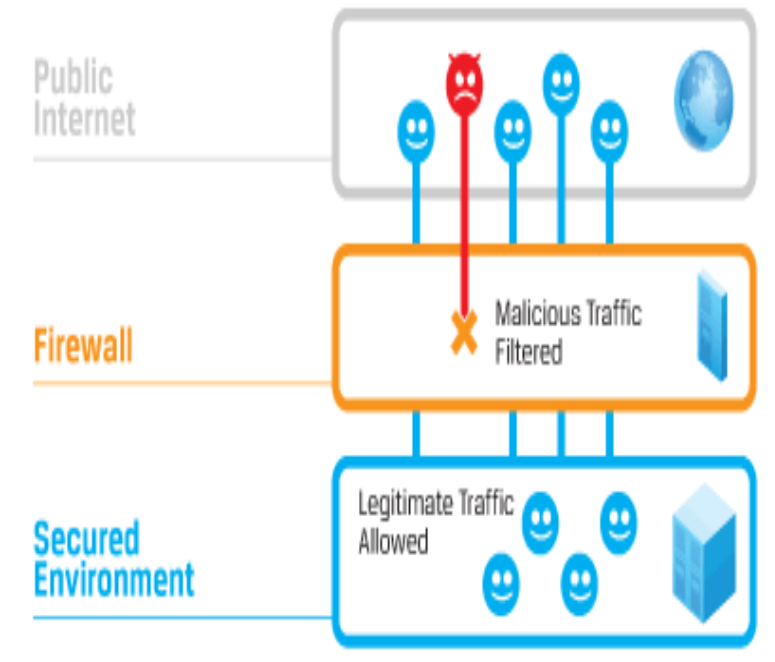 Public
Internet
Firewall
Malicious Traffic
Filtered
Secured
Environment
Legitimate Traffic
Allowed